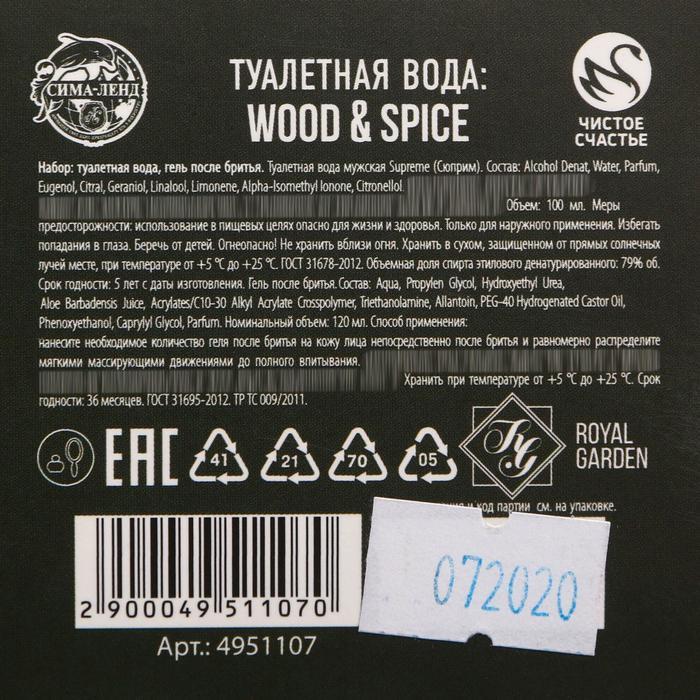 СИМА-ЛЕНД
ТУАЛЕТНАЯ ВОДА:
WOOD & SPICE
ЧИСТОЕ
СЧАСТЬЕ
Набор: туалетная вода, гель после бритья. Туалетная вода мужская Supreme (Сюприм). Состав: Alcohol Denat, Water, Parfum,
Eugenol, Citral, Geraniol, Linalool, Limonene, Alpha-Isomethyl Ionone, Citronellol.
Объем: 100 мл. Меры
предосторожности: использование в пищевых целях опасно для жизни и здоровья. Только для наружного применения. Избегать
попадания в глаза. Беречь от детей. Огнеопасно! Не хранить вблизи огня. Хранить в сухом, защищенном от прямых солнечных
лучей месте, при температуре от +5 °С до +25 °С. ГОСТ 31678-2012. Объемная доля спирта этилового денатурированного: 79% об.
Срок годности: 5 лет с даты изготовления. Гель после бритья.Состав: Aqua, Propylen Glycol, Hydroxyethyl Urea,
Aloe Barbadensis Juice, Acrylates/C10-30 Alkyl Acrylate Crosspolymer, Triethanolamine, Allantoin, PEG-40 Hydrogenated Castor Oil,
Phenoxyethanol, Caprylyl Glycol, Parfum. Номинальный объем: 120 мл. Способ применения:
нанесите необходимое количество геля после бритья на кожу лица непосредственно после бритья и равномерно распределите
мягкими массирующими движениями до полного впитывания.
Хранить при температуре от +5 °С до +25 °С. Срок
годности: 36 месяцев. ГОСТ 31695-2012. ТР ТС 009/2011.
EAC
41 21 70 05
RG
ROYAL
GARDEN
и код партии см. на упаковке.
072020
2 900049 511070
Арт.: 4951107